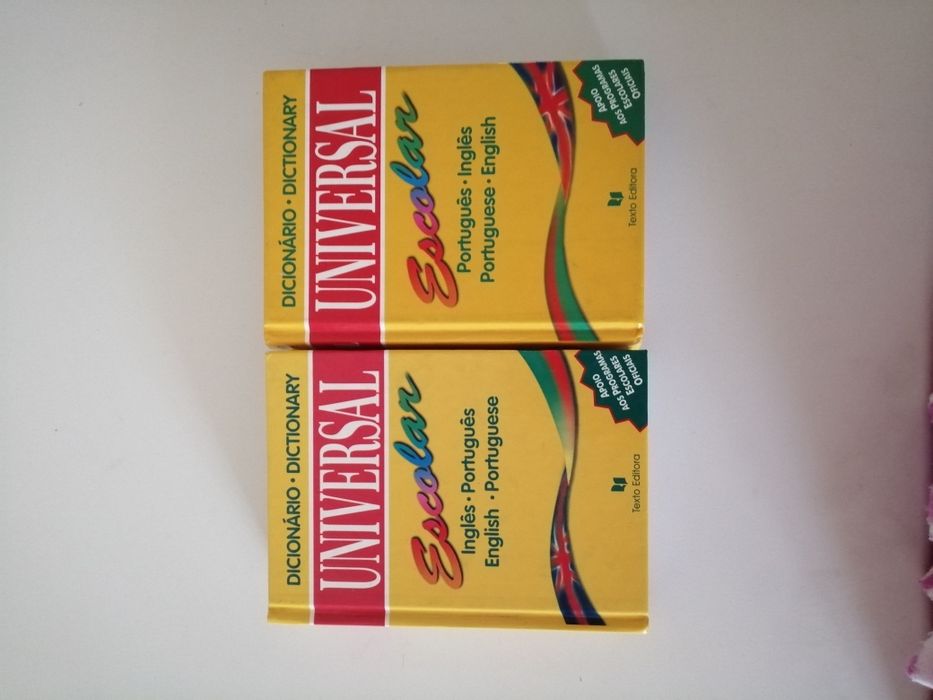 DICIONÁRIO • DICTIONARY
UNIVERSAL
Escolar
Inglês • Português
English • Portuguese
Texto Editora
APOIO
AOS PROGRAMAS
ESCOLARES
OFICIAIS
DICIONÁRIO • DICTIONARY
UNIVERSAL
Escolar
Português • Inglês
Portuguese • English
Texto Editora
APOIO
AOS PROGRAMAS
ESCOLARES
OFICIAIS